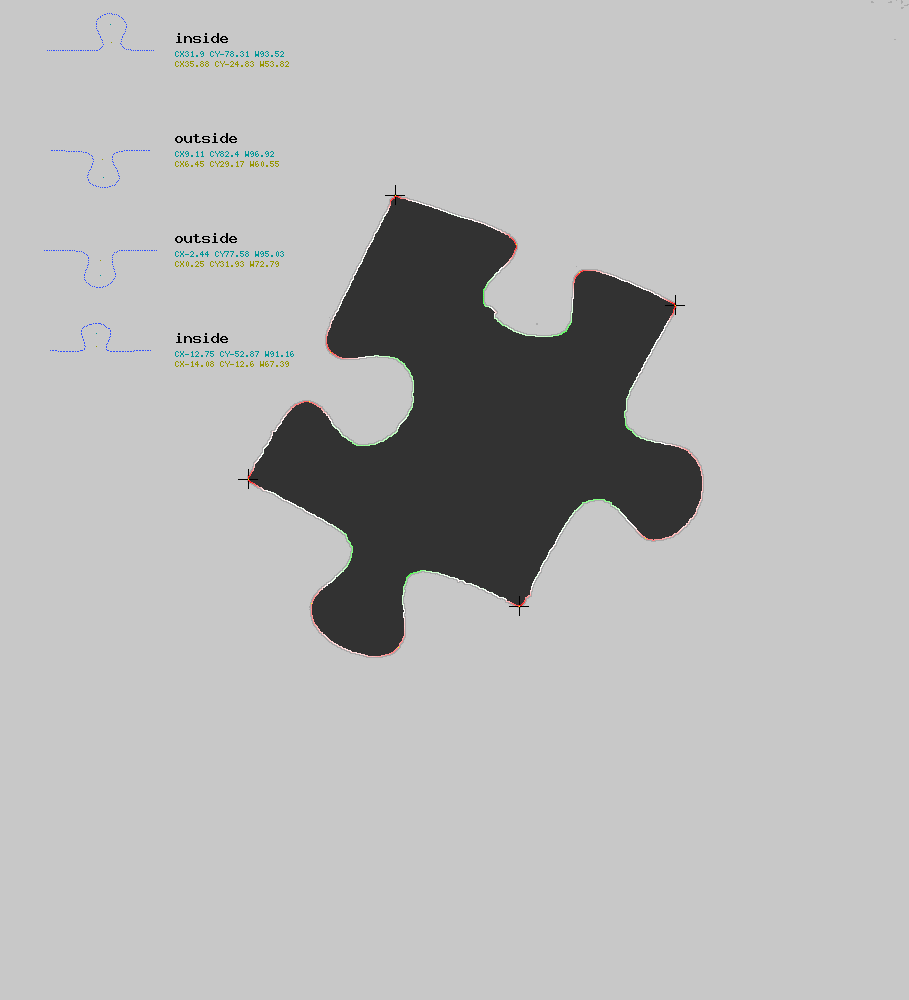 inside
CX31.9 CY-78.31 W93.52
CX35.88 CY-24.83 W53.82
outside
CX9.11 CY82.4 W96.92
CX6.45 CY29.17 W60.55
outside
CX-2.44 CY77.58 W95.03
CX0.25 CY31.93 W72.79
inside
CX-12.75 CY-52.87 W91.16
CX-14.08 CY-12.6 W67.39